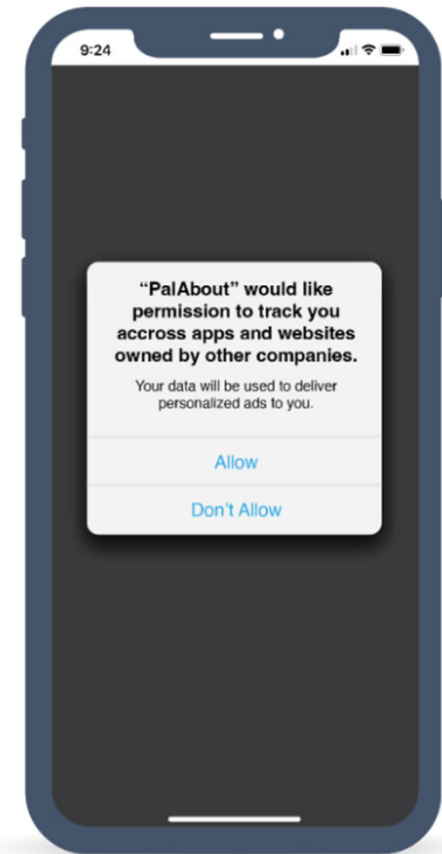 9:24
“PalAbout” would like
permission to track you
accross apps and websites
owned by other companies.
Your data will be used to deliver
personalized ads to you.
Allow
Don't Allow